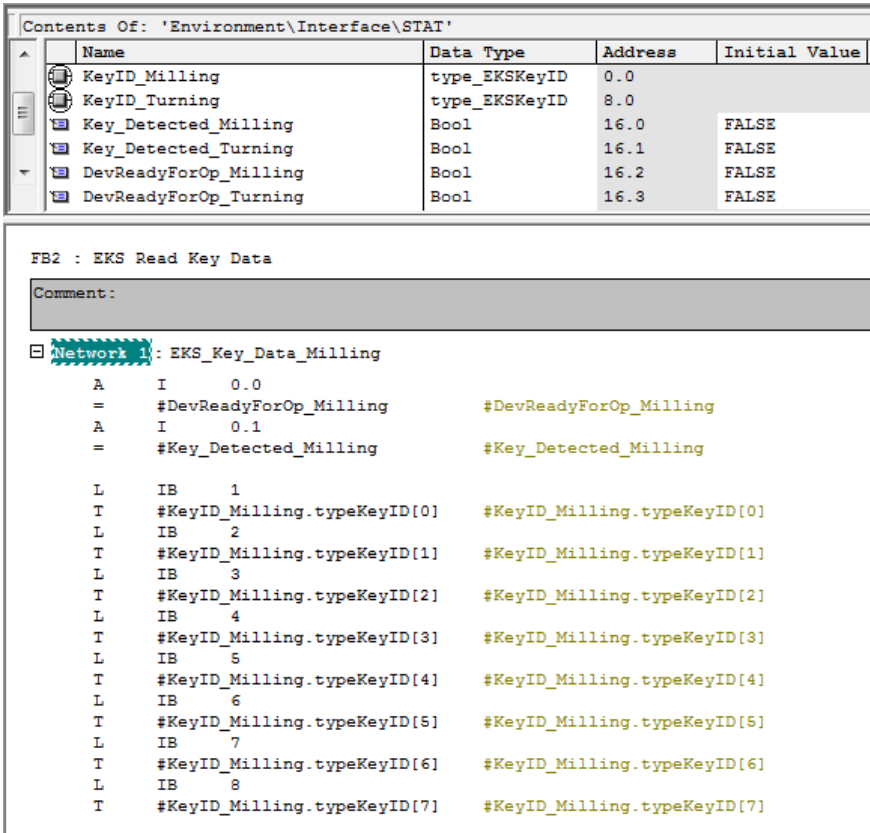 Contents Of: 'Environment\Interface\STAT'
Name Data Type Address Initial Value
KeyID_Milling type_EKSKeyID 0.0
KeyID_Turning type_EKSKeyID 8.0
Key_Detected_Milling Bool 16.0 FALSE
Key_Detected_Turning Bool 16.1 FALSE
DevReadyForOp_Milling Bool 16.2 FALSE
DevReadyForOp_Turning Bool 16.3 FALSE
FB2 : EKS Read Key Data
Comment:
Network 1: EKS_Key_Data_Milling
A I 0.0
= #DevReadyForOp_Milling #DevReadyForOp_Milling
A I 0.1
= #Key_Detected_Milling #Key_Detected_Milling
L IB 1
T #KeyID_Milling.typeKeyID[0] #KeyID_Milling.typeKeyID[0]
L IB 2
T #KeyID_Milling.typeKeyID[1] #KeyID_Milling.typeKeyID[1]
L IB 3
T #KeyID_Milling.typeKeyID[2] #KeyID_Milling.typeKeyID[2]
L IB 4
T #KeyID_Milling.typeKeyID[3] #KeyID_Milling.typeKeyID[3]
L IB 5
T #KeyID_Milling.typeKeyID[4] #KeyID_Milling.typeKeyID[4]
L IB 6
T #KeyID_Milling.typeKeyID[5] #KeyID_Milling.typeKeyID[5]
L IB 7
T #KeyID_Milling.typeKeyID[6] #KeyID_Milling.typeKeyID[6]
L IB 8
T #KeyID_Milling.typeKeyID[7] #KeyID_Milling.typeKeyID[7]